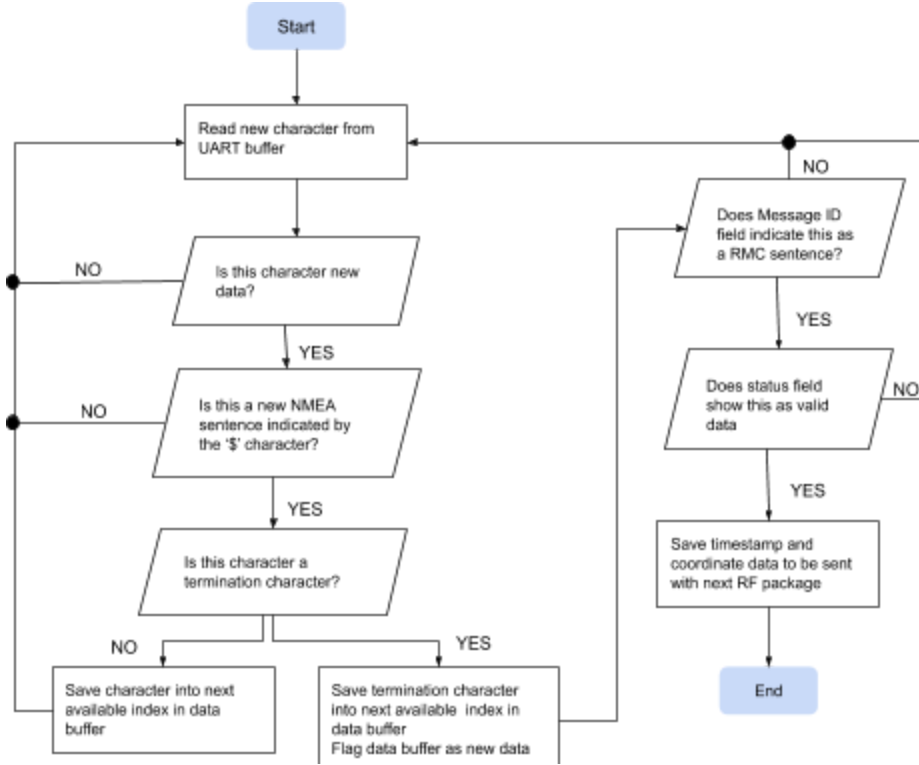 Start
Read new character from
UART buffer
Is this character new
data?
NO
YES
Is this a new NMEA
sentence indicated by
the '$' character?
NO
YES
Is this character a
termination character?
NO
YES
Save character into next
available index in data
buffer
Save termination character
into next available index in
data buffer
Flag data buffer as new data
NO
Does Message ID
field indicate this as
a RMC sentence?
YES
Does status field
show this as valid
data
NO
YES
Save timestamp and
coordinate data to be sent
with next RF package
End